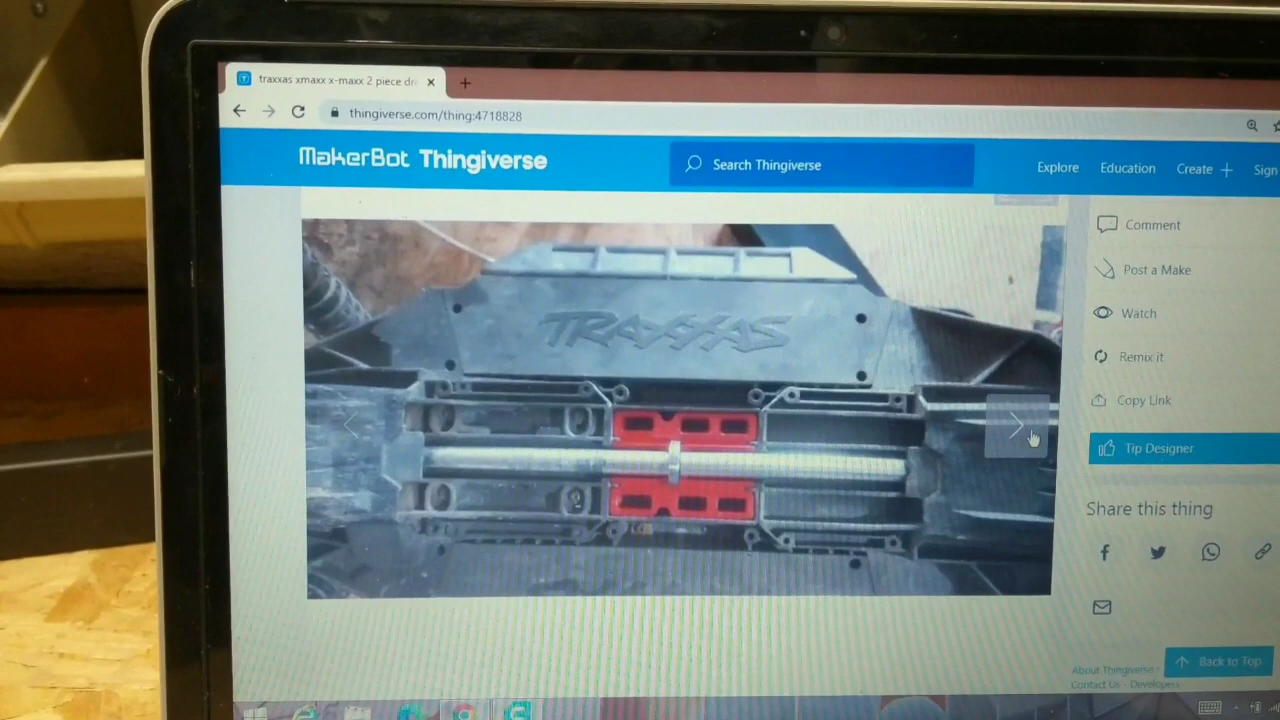 traxxas xmaxx x-maxx 2 piece dr
thingiverse.com/thing:4718828
MakerBot Thingiverse
Search Thingiverse
Explore
Education
Create
Sign
TRAXXAS
Comment
Post a Make
Watch
Remix it
Copy Link
Tip Designer
Share this thing
Back to Top
About Thingiverse
Contact Us - Developers